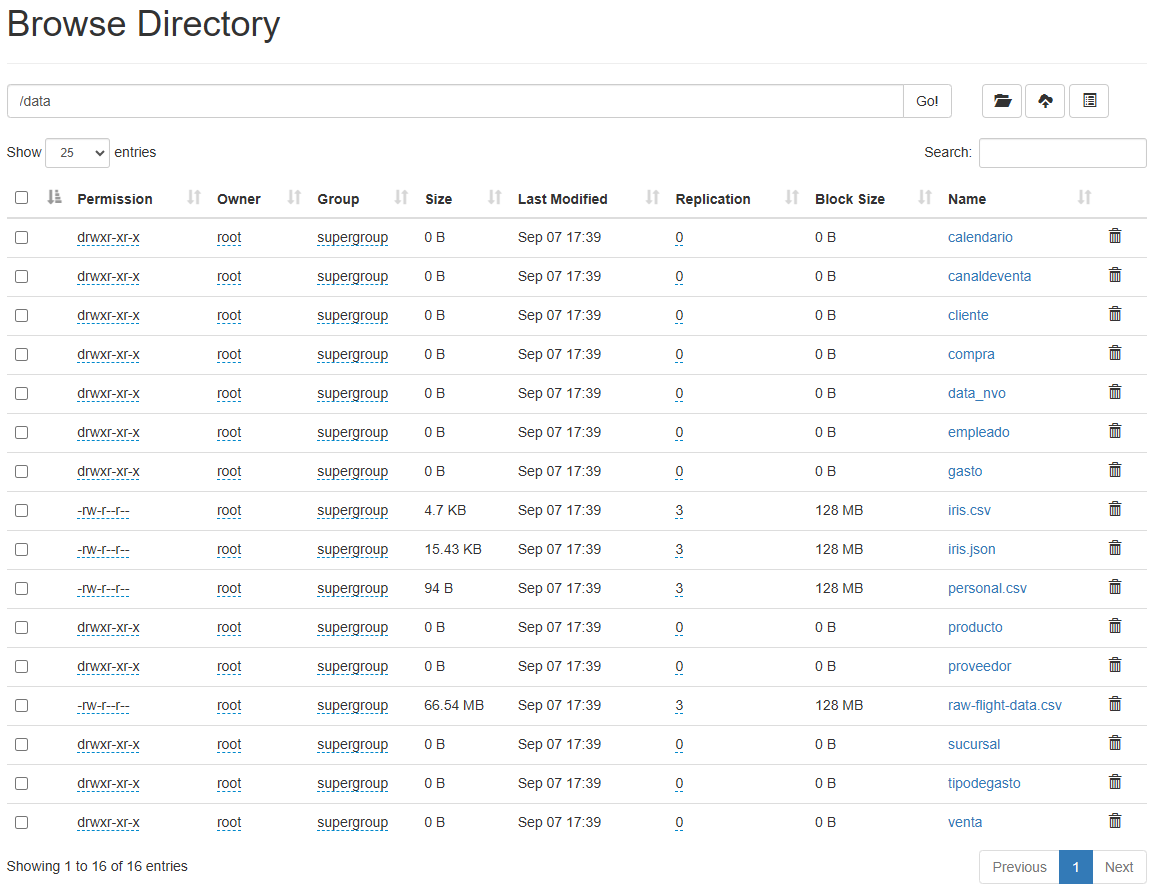 Browse Directory
/data Go!
Show 25 entries Search:
Permission Owner Group Size Last Modified Replication Block Size Name
drwxr-xr-x root supergroup 0 B Sep 07 17:39 0 0 B calendario
drwxr-xr-x root supergroup 0 B Sep 07 17:39 0 0 B canaldeventa
drwxr-xr-x root supergroup 0 B Sep 07 17:39 0 0 B cliente
drwxr-xr-x root supergroup 0 B Sep 07 17:39 0 0 B compra
drwxr-xr-x root supergroup 0 B Sep 07 17:39 0 0 B data_nvo
drwxr-xr-x root supergroup 0 B Sep 07 17:39 0 0 B empleado
drwxr-xr-x root supergroup 0 B Sep 07 17:39 0 0 B gasto
-rw-r--r-- root supergroup 4.7 KB Sep 07 17:39 3 128 MB iris.csv
-rw-r--r-- root supergroup 15.43 KB Sep 07 17:39 3 128 MB iris.json
-rw-r--r-- root supergroup 94 B Sep 07 17:39 3 128 MB personal.csv
drwxr-xr-x root supergroup 0 B Sep 07 17:39 0 0 B producto
drwxr-xr-x root supergroup 0 B Sep 07 17:39 0 0 B proveedor
-rw-r--r-- root supergroup 66.54 MB Sep 07 17:39 3 128 MB raw-flight-data.csv
drwxr-xr-x root supergroup 0 B Sep 07 17:39 0 0 B sucursal
drwxr-xr-x root supergroup 0 B Sep 07 17:39 0 0 B tipodegasto
drwxr-xr-x root supergroup 0 B Sep 07 17:39 0 0 B venta
Showing 1 to 16 of 16 entries Previous 1 Next